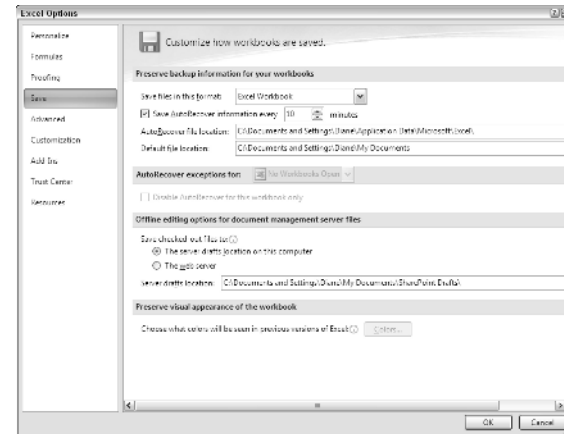 Excel Options
Personalize
Formulas
Proofing
Save
Advanced
Customization
Add-Ins
Trust Center
Resources
Customize how workbooks are saved.
Preserve backup information for your workbooks
Save files in this format: Excel Workbook
Save AutoRecover information every 10 minutes
AutoRecover file location: C:\Documents and Settings\Diane\Application Data\Microsoft\Excel\
Default file location: C:\Documents and Settings\Diane\My Documents
AutoRecover exceptions for: No Workbooks Open
Disable AutoRecover for this workbook only
Offline editing options for document management server files
Save checked-out files to:
The server drafts location on this computer
The web server
Server drafts location: C:\Documents and Settings\Diane\My Documents\SharePoint Drafts\
Preserve visual appearance of the workbook
Choose what colors will be seen in previous versions of Excel: Colors...
OK Cancel